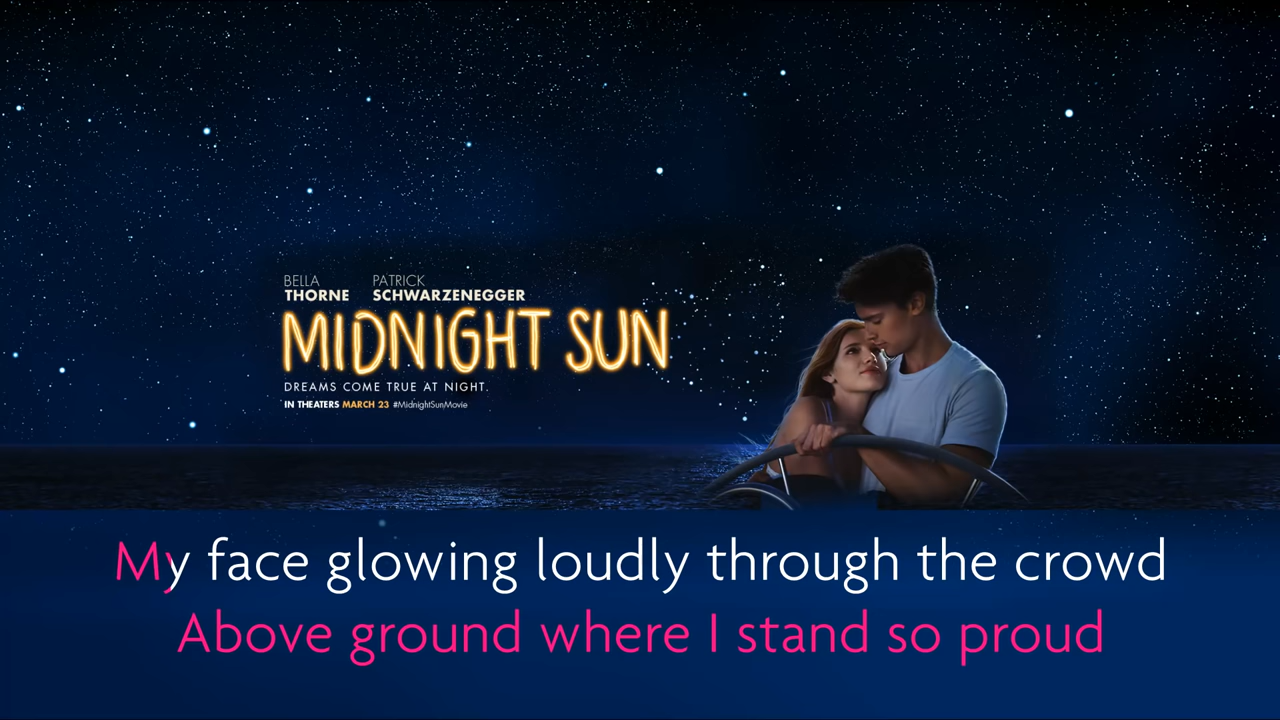 BELLA PATRICK
THORNE SCHWARZENEGGER
MIDNIGHT SUN
DREAMS COME TRUE AT NIGHT.
IN THEATERS MARCH 23 #MidnightSunMovie
My face glowing loudly through the crowd
Above ground where I stand so proud